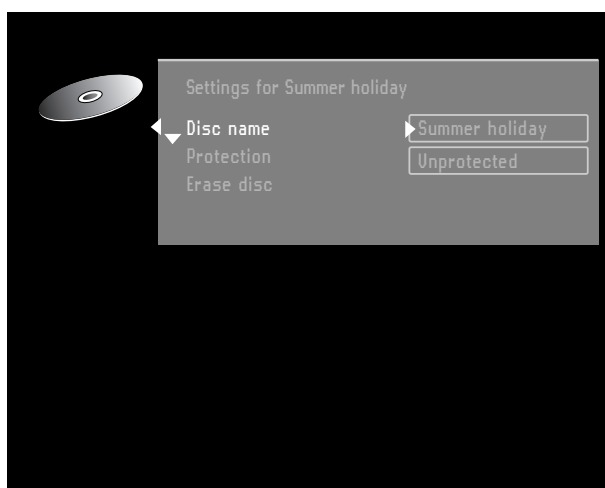 Settings for Summer holiday
Disc name Summer holiday
Protection Unprotected
Erase disc